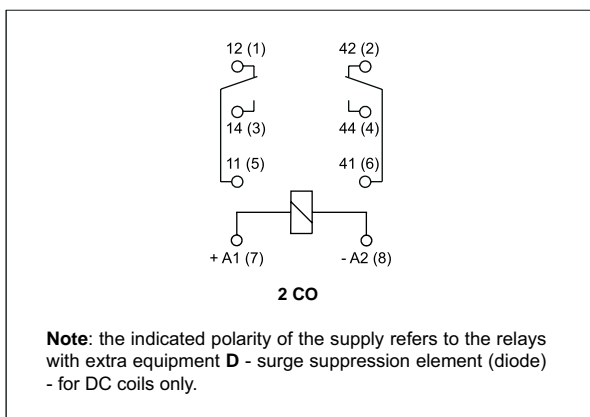 12 (1) 42 (2)
14 (3) 44 (4)
11 (5) 41 (6)
+ A1 (7) - A2 (8)
2 CO
Note: the indicated polarity of the supply refers to the relays
with extra equipment D - surge suppression element (diode)
- for DC coils only.